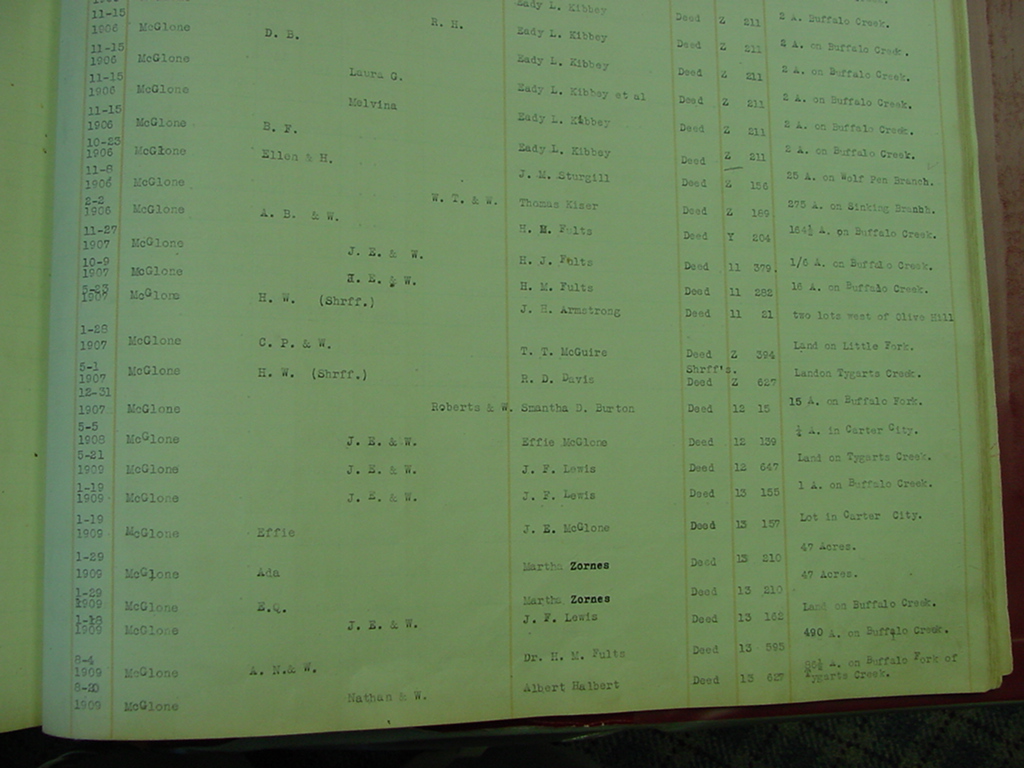 Eady L. Kibbey
11-15 1906 McGlone R. H. Eady L. Kibbey Deed Z 211 2 A. Buffalo Creek.
11-15 1906 McGlone D. B. Eady L. Kibbey Deed Z 211 2 A. on Buffalo Creek.
11-15 1906 McGlone Laura G. Eady L. Kibbey et al Deed Z 211 2 A. on Buffalo Creek.
11-15 1906 McGlone Melvina Eady L. Kibbey Deed Z 211 2 A. on Buffalo Creek.
10-23 1906 McGlone B. F. Eady L. Kibbey Deed Z 211 2 A. on Buffalo Creek.
11-8 1906 McGlone Ellen & H. J. M. Sturgill Deed Z 211 2 A. on Buffalo Creek.
2-2 1906 McGlone W. T. & W. Thomas Kiser Deed Z 156 25 A. on Wolf Pen Branch.
11-27 1907 McGlone A. B. & W. H. M. Fults Deed Z 169 275 A. on Sinking Branbh.
10-9 1907 McGlone J. E. & W. H. J. Fults Deed Y 204 164½ A. on Buffalo Creek.
5-23 1907 McGlone H. E. & W. H. M. Fults Deed 11 379. 1/6 A. on Buffalo Creek.
H. W. (Shrff.) J. H. Armstrong Deed 11 282 16 A. on Buffalo Creek.
Deed 11 21 two lots west of Olive Hill
1-28 1907 McGlone C. P. & W. T. T. McGuire Deed Z 394 Land on Little Fork.
5-1 1907 McGlone H. W. (Shrff.) R. D. Davis Shrff's. Deed Z 627 Landon Tygarts Creek.
12-31 1907 McGlone Roberts & W. Smantha D. Burton Deed 12 15 15 A. on Buffalo Fork.
5-5 1908 McGlone J. E. & W. Effie McGlone Deed 12 139 ¼ A. in Carter City.
5-21 1909 McGlone J. E. & W. J. F. Lewis Deed 12 647 Land on Tygarts Creek.
1-19 1909 McGlone J. E. & W. J. F. Lewis Deed 13 155 1 A. on Buffalo Creek.
1-19 1909 McGlone Effie J. E. McGlone Deed 13 157 Lot in Carter City.
1-29 1909 McGlone Ada Martha Zornes Deed 13 210 47 Acres.
1-29 1909 McGlone E.Q. Martha Zornes Deed 13 210 47 Acres.
1-18 1909 McGlone J. E. & W. J. F. Lewis Deed 13 162 Land on Buffalo Creek.
8-4 1909 McGlone A. N.& W. Dr. H. M. Fults Deed 13 595 490 A. on Buffalo Creek.
8-20 1909 McGlone Nathan & W. Albert Halbert Deed 13 627 A. on Buffalo Fork of
Tygarts Creek.